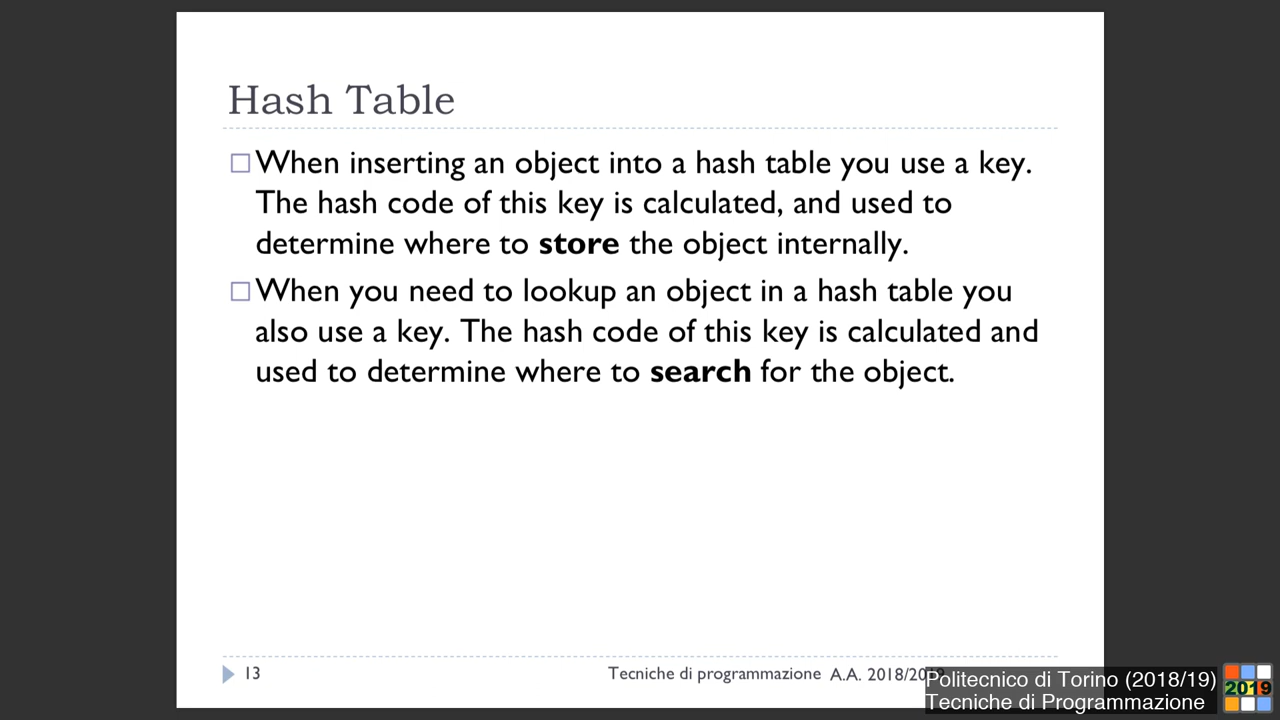 Hash Table
When inserting an object into a hash table you use a key.
The hash code of this key is calculated, and used to
determine where to store the object internally.
When you need to lookup an object in a hash table you
also use a key. The hash code of this key is calculated and
used to determine where to search for the object.
13
Tecniche di programmazione A.A. 2018/20
Politecnico di Torino (2018/19)
Tecniche di Programmazione
2019